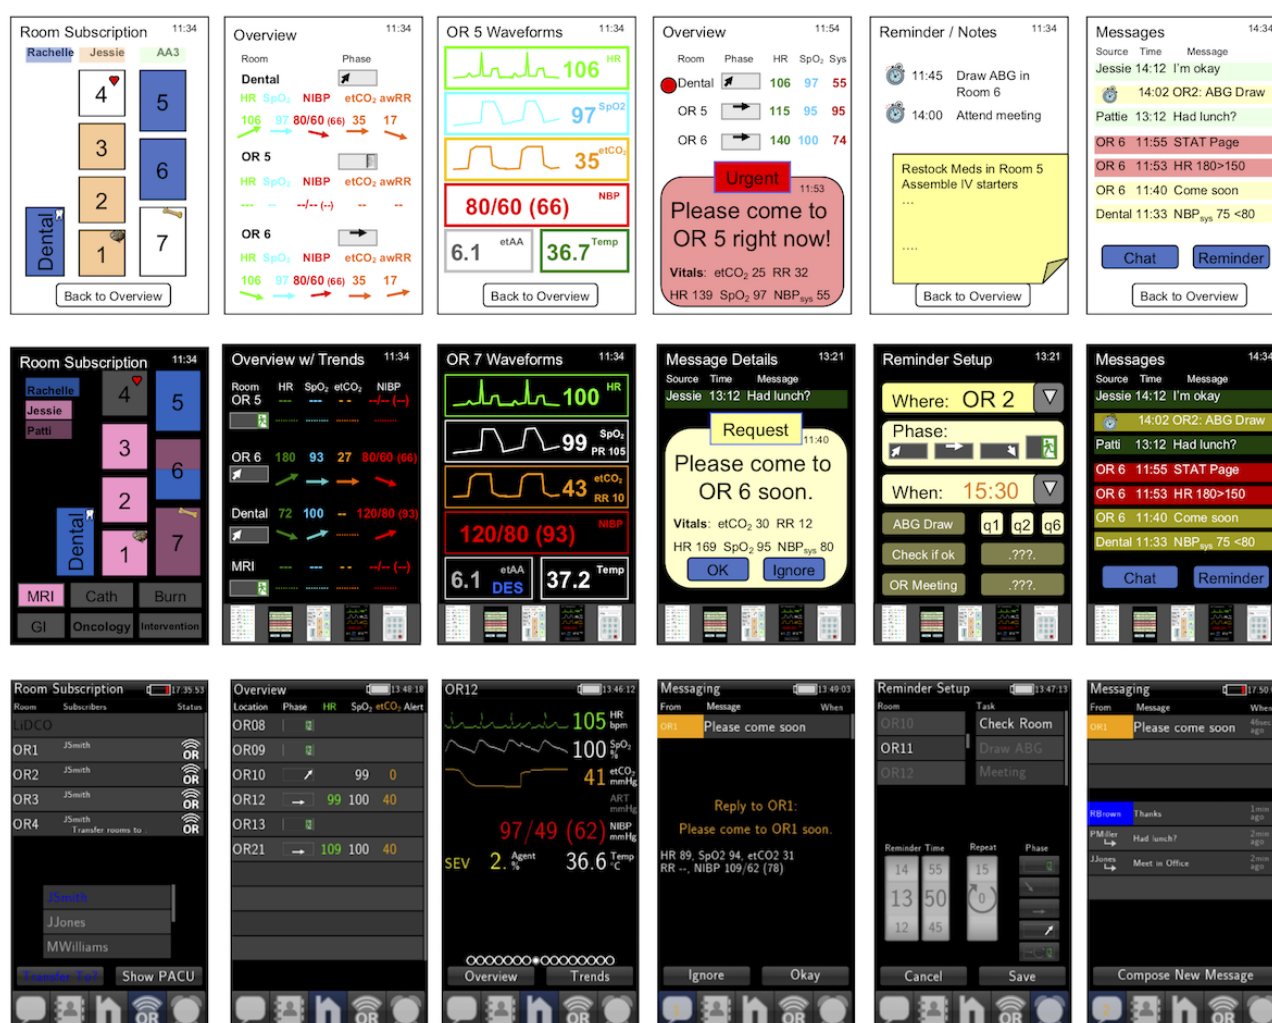 Room Subscription 11:34
Rachelle Jessie AA3
4 5
3
6
2
Dental 1 7
Back to Overview
Overview 11:34
Room Phase
Dental
HR SpO₂ NIBP etCO₂ awRR
106 97 80/60 (66) 35 17
OR 5
HR SpO₂ NIBP etCO₂ awRR
-- -- --/-- (--) -- --
OR 6
HR SpO₂ NIBP etCO₂ awRR
106 97 80/60 (66) 35 17
OR 5 Waveforms 11:34
106 HR
97 SpO2
35 etCO₂
80/60 (66) NBP
6.1 etAA 36.7 Temp
Back to Overview
Overview 11:54
Room Phase HR SpO₂ Sys
Dental 106 97 55
OR 5 115 95 95
OR 6 140 100 74
Urgent 11:53
Please come to
OR 5 right now!
Vitals: etCO₂ 25 RR 32
HR 139 SpO₂ 97 NBPsys 55
Reminder / Notes 11:34
11:45 Draw ABG in
Room 6
14:00 Attend meeting
Restock Meds in Room 5
Assemble IV starters
...
....
Back to Overview
Messages 14:34
Source Time Message
Jessie 14:12 I'm okay
14:02 OR2: ABG Draw
Pattie 13:12 Had lunch?
OR 6 11:55 STAT Page
OR 6 11:53 HR 180>150
OR 6 11:40 Come soon
Dental 11:33 NBPsys 75 <80
Chat Reminder
Back to Overview
Room Subscription 11:34
Rachelle
Jessie
Patti
4 5
3
6
2
Dental 1 7
MRI Cath Burn
GI Oncology Intervention
Overview w/ Trends 11:34
Room HR SpO₂ etCO₂ NIBP
OR 5 --- --- -- --/-- (--)
OR 6 180 93 27 80/60 (66)
Dental 72 100 -- 120/80 (93)
MRI --- --- -- --/-- (--)
OR 7 Waveforms 11:34
100 HR
99 SpO₂
PR 105
43 etCO₂
RR 10
120/80 (93) NIBP
6.1 etAA DES 37.2 Temp
Message Details 13:21
Source Time Message
Jessie 13:12 Had lunch?
Request 11:40
Please come to
OR 6 soon.
Vitals: etCO₂ 30 RR 12
HR 169 SpO₂ 95 NBPsys 80
OK Ignore
Reminder Setup 13:21
Where: OR 2
Phase:
When: 15:30
ABG Draw q1 q2 q6
Check if ok .???.
OR Meeting .???.
Messages 14:34
Source Time Message
Jessie 14:12 I'm okay
14:02 OR2: ABG Draw
Patti 13:12 Had lunch?
OR 6 11:55 STAT Page
OR 6 11:53 HR 180>150
OR 6 11:40 Come soon
Dental 11:33 NBPsys 75 <80
Chat Reminder
Room Subscription 17:35:53
Room Subscribers Status
LiDCO
OR1 JSmith OR
OR2 JSmith OR
OR3 JSmith OR
OR4 JSmith OR
Transfer rooms to
JSmith
JJones
MWilliams
Transfer To? Show PACU
OR
Overview 13:48:18
Location Phase HR SpO₂ etCO₂ Alert
OR08
OR09
OR10 99 0
OR12 99 100 40
OR13
OR21 109 100 40
OR
OR12 13:46:12
105 HR bpm
100 SpO₂ %
41 etCO₂ mmHg
ART mmHg
97/49 (62) NIBP mmHg
SEV 2. Agent % 36.6 Temp °C
Overview Trends
OR
Messaging 13:49:03
From Message When
OR1 Please come soon
Reply to OR1:
Please come to OR1 soon.
HR 89, SpO2 94, etCO2 31
RR --, NIBP 109/62 (78)
Ignore Okay
OR
Reminder Setup 13:47:13
Room Task
OR10 Check Room
OR11 Draw ABG
OR12 Meeting
Reminder Time Repeat Phase
14 55 15
13 50 0
12 45
Cancel Save
OR
Messaging 17:50:
From Message When
OR1 Please come soon 46sec ago
RBrown Thanks 1min ago
PMiller Had lunch? 2min ago
JJones Meet in Office 2min ago
Compose New Message
OR